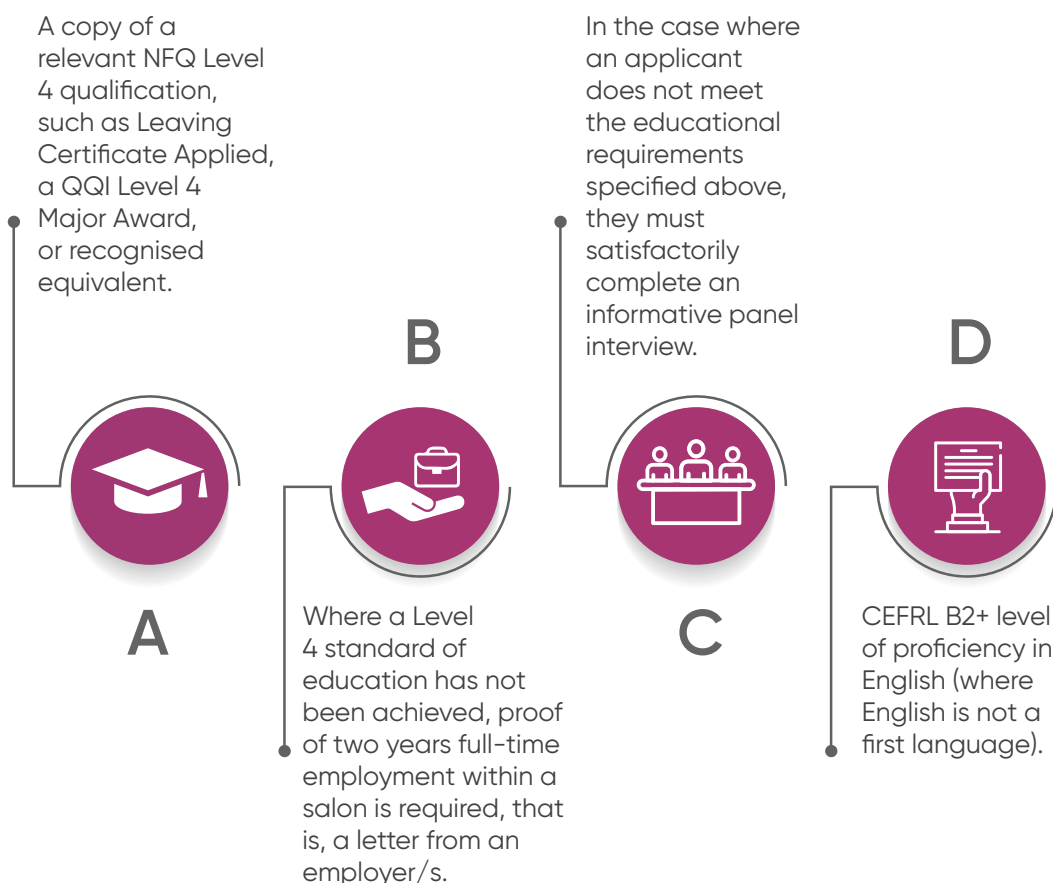 A copy of a
relevant NFQ Level
4 qualification,
such as Leaving
Certificate Applied,
a QQI Level 4
Major Award,
or recognised
equivalent.
A
B
Where a Level
4 standard of
education has not
been achieved, proof
of two years full-time
employment within a
salon is required, that
is, a letter from an
employer/s.
In the case where
an applicant
does not meet
the educational
requirements
specified above,
they must
satisfactorily
complete an
informative panel
interview.
C
D
CEFRL B2+ level
of proficiency in
English (where
English is not a
first language).